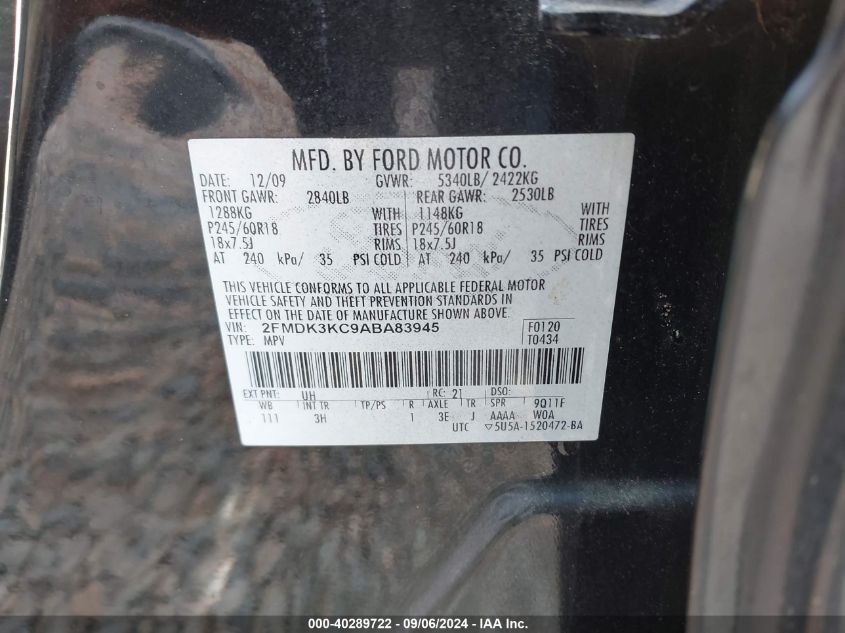 MFD. BY FORD MOTOR CO.
DATE: 12/09 GVWR: 5340LB/ 2422KG
FRONT GAWR: 2840LB REAR GAWR: 2530LB
1288KG WITH 1148KG WITH
P245/60R18 TIRES P245/60R18 TIRES
18x7.5J RIMS 18x7.5J RIMS
AT 240 kPa/ 35 PSI COLD AT 240 kPa/ 35 PSI COLD
THIS VEHICLE CONFORMS TO ALL APPLICABLE FEDERAL MOTOR
VEHICLE SAFETY AND THEFT PREVENTION STANDARDS IN
EFFECT ON THE DATE OF MANUFACTURE SHOWN ABOVE.
VIN: 2FMDK3KC9ABA83945 F0120
TYPE: MPV T0434
EXT PNT: UH RC: 21 DSO:
WB INT TR TP/PS R AXLE TR SPR 9Q11F
111 3H 1 3E J AAAA W0A
UTC ▽5U5A-1520472-BA
000-40289722 - 09/06/2024 - IAA Inc.